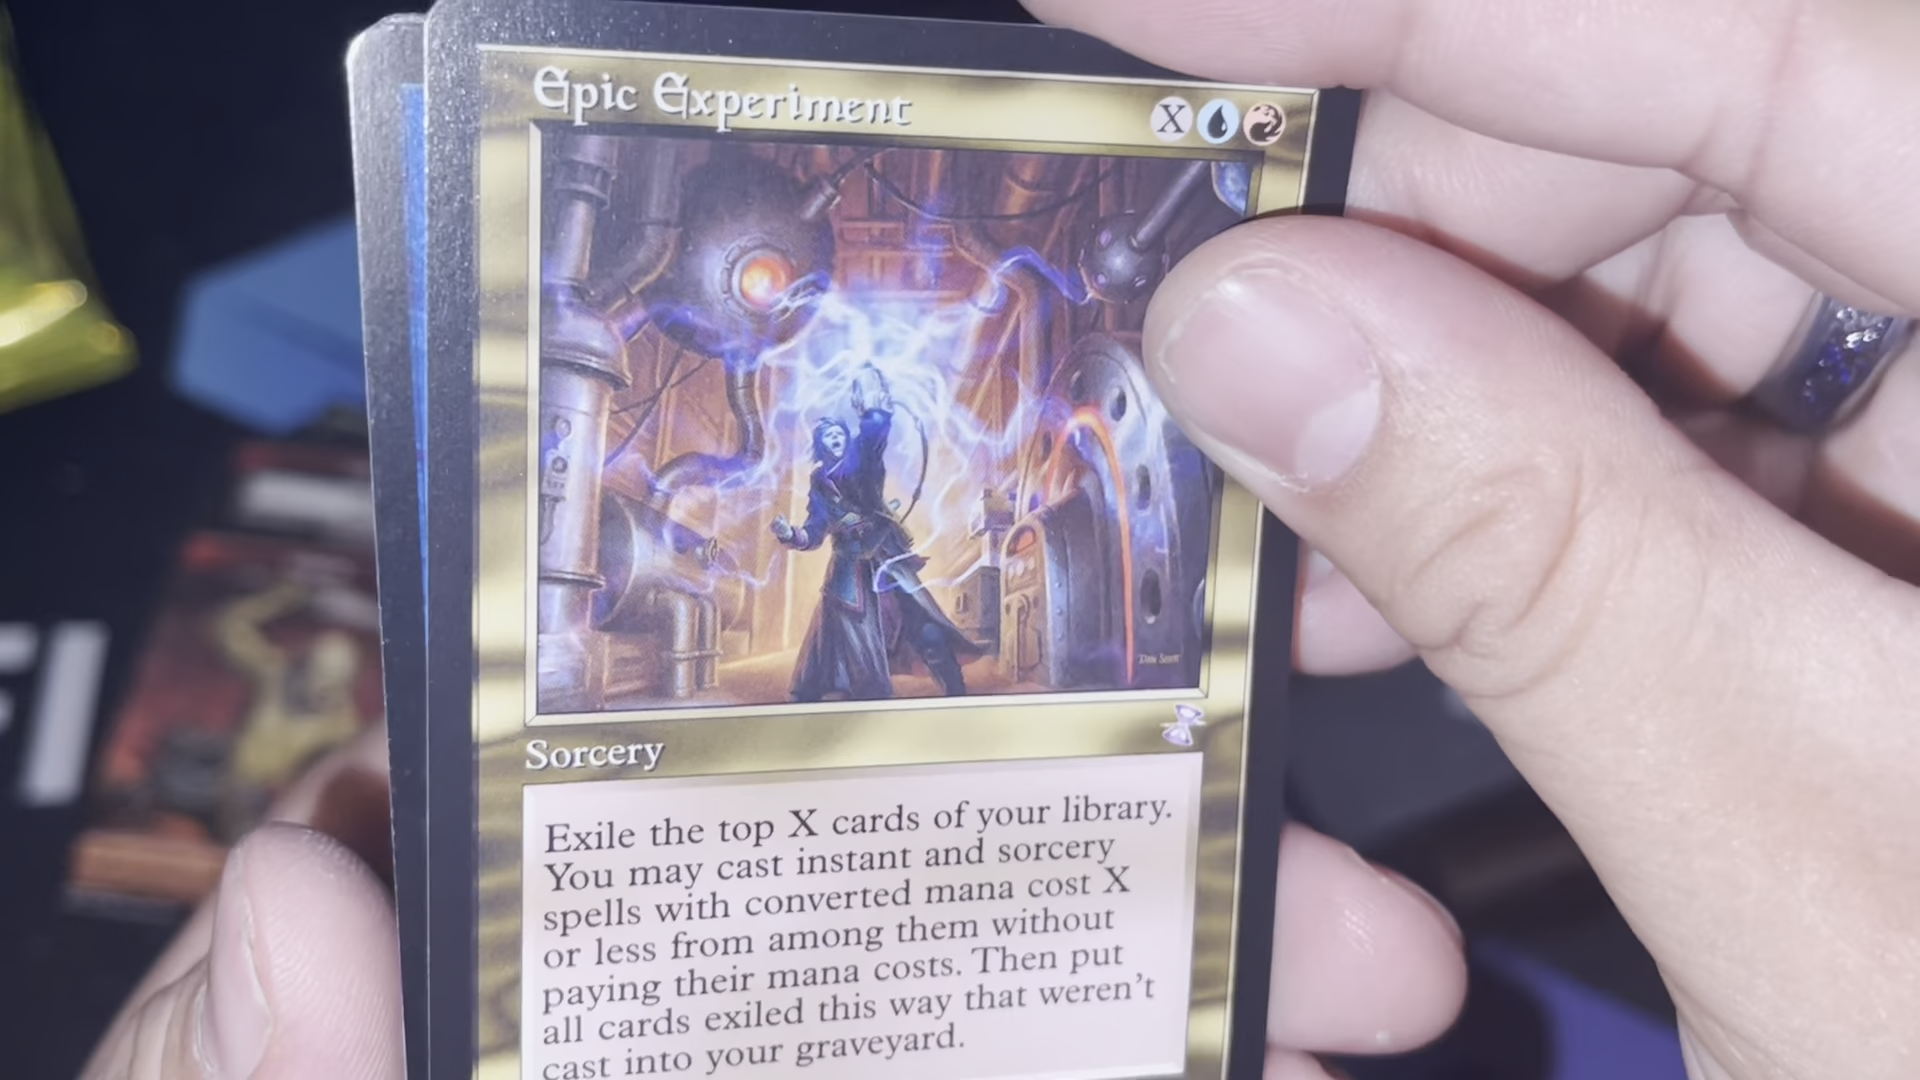 Epic Experiment
X
Sorcery
Exile the top X cards of your library.
You may cast instant and sorcery
spells with converted mana cost X
or less from among them without
paying their mana costs. Then put
all cards exiled this way that weren't
cast into your graveyard.